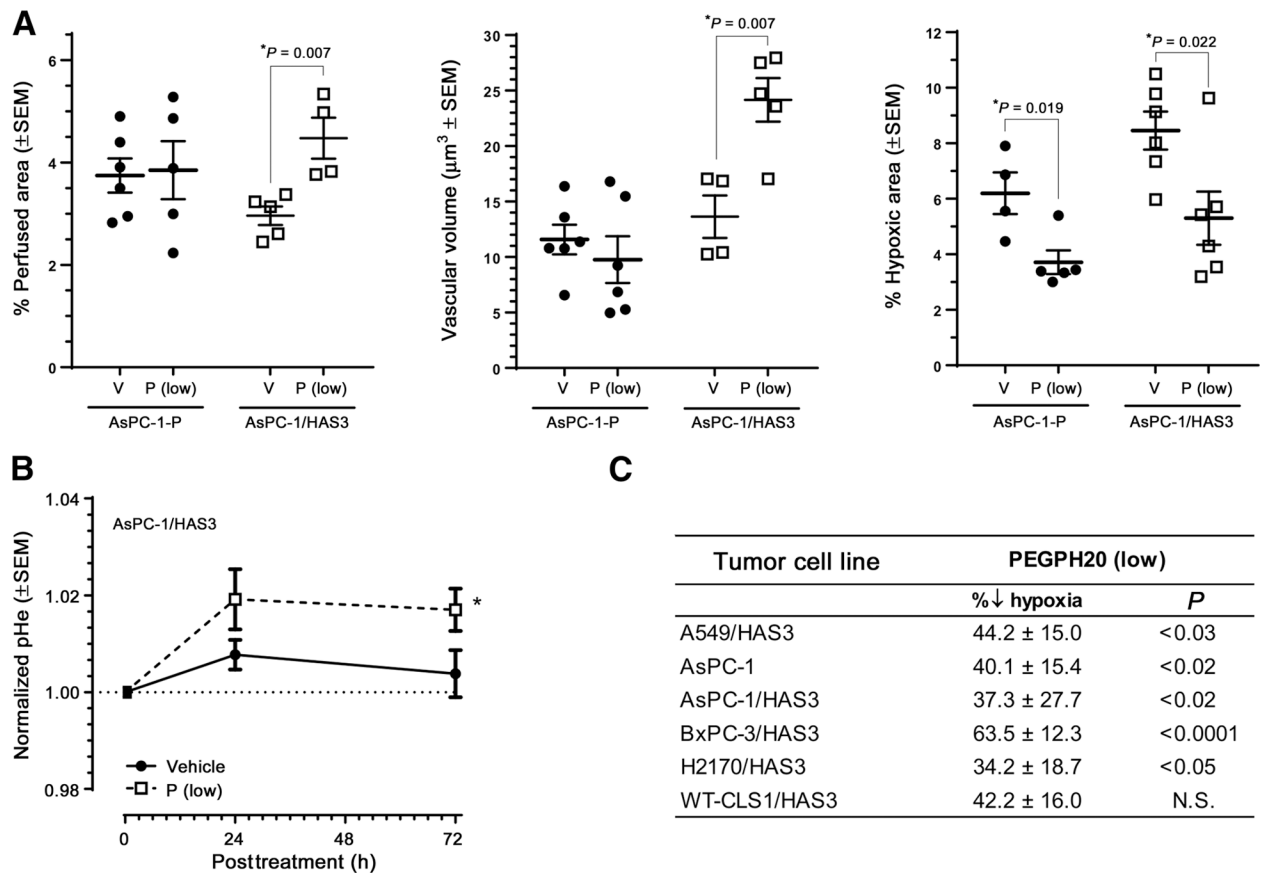 A
% Perfused area (±SEM)
6
4
2
0
*P = 0.007
V P (low) V P (low)
AsPC-1-P AsPC-1/HAS3
Vascular volume (µm³ ± SEM)
30
25
20
15
10
5
0
*P = 0.007
V P (low) V P (low)
AsPC-1-P AsPC-1/HAS3
% Hypoxic area (±SEM)
12
10
8
6
4
2
0
*P = 0.019
*P = 0.022
V P (low) V P (low)
AsPC-1-P AsPC-1/HAS3
B
Normalized pHe (±SEM)
1.04
1.02
1.00
0.98
AsPC-1/HAS3
*
Vehicle
P (low)
0 24 48 72
Posttreatment (h)
C
Tumor cell line PEGPH20 (low)
%↓ hypoxia P
A549/HAS3 44.2 ± 15.0 <0.03
AsPC-1 40.1 ± 15.4 <0.02
AsPC-1/HAS3 37.3 ± 27.7 <0.02
BxPC-3/HAS3 63.5 ± 12.3 <0.0001
H2170/HAS3 34.2 ± 18.7 <0.05
WT-CLS1/HAS3 42.2 ± 16.0 N.S.